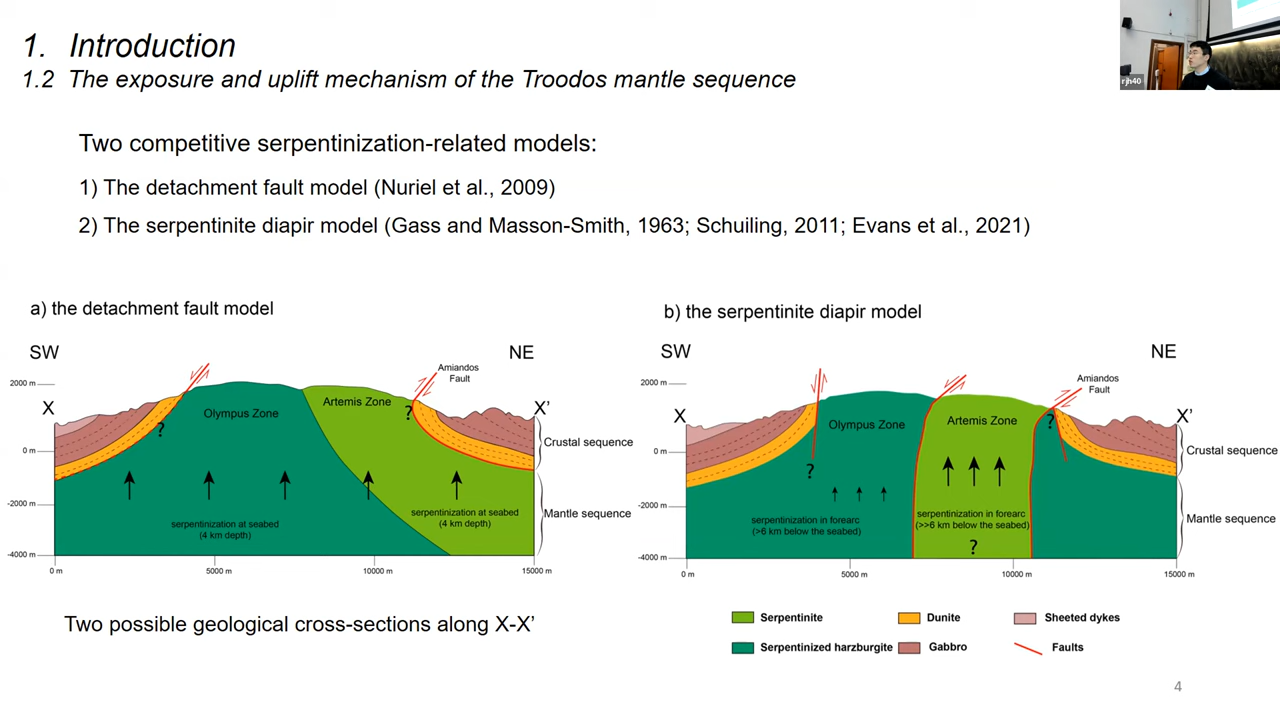 1. Introduction
1.2 The exposure and uplift mechanism of the Troodos mantle sequence
rjh40
Two competitive serpentinization-related models:
1) The detachment fault model (Nuriel et al., 2009)
2) The serpentinite diapir model (Gass and Masson-Smith, 1963; Schuiling, 2011; Evans et al., 2021)
a) the detachment fault model
SW
NE
Amiandos
Fault
2000 m
X
X'
Olympus Zone
Artemis Zone
?
?
Crustal sequence
0 m
-2000 m
serpentinization at seabed
(4 km depth)
serpentinization at seabed
(4 km depth)
Mantle sequence
-4000 m
0 m
5000 m
10000 m
15000 m
Two possible geological cross-sections along X-X'
b) the serpentinite diapir model
SW
NE
Amiandos
Fault
2000 m
X
X'
Olympus Zone
Artemis Zone
?
?
Crustal sequence
0 m
-2000 m
serpentinization in forearc
(>6 km below the seabed)
serpentinization in forearc
(>>6 km below the seabed)
?
Mantle sequence
-4000 m
0 m
5000 m
10000 m
15000 m
Serpentinite
Dunite
Sheeted dykes
Serpentinized harzburgite
Gabbro
Faults
4